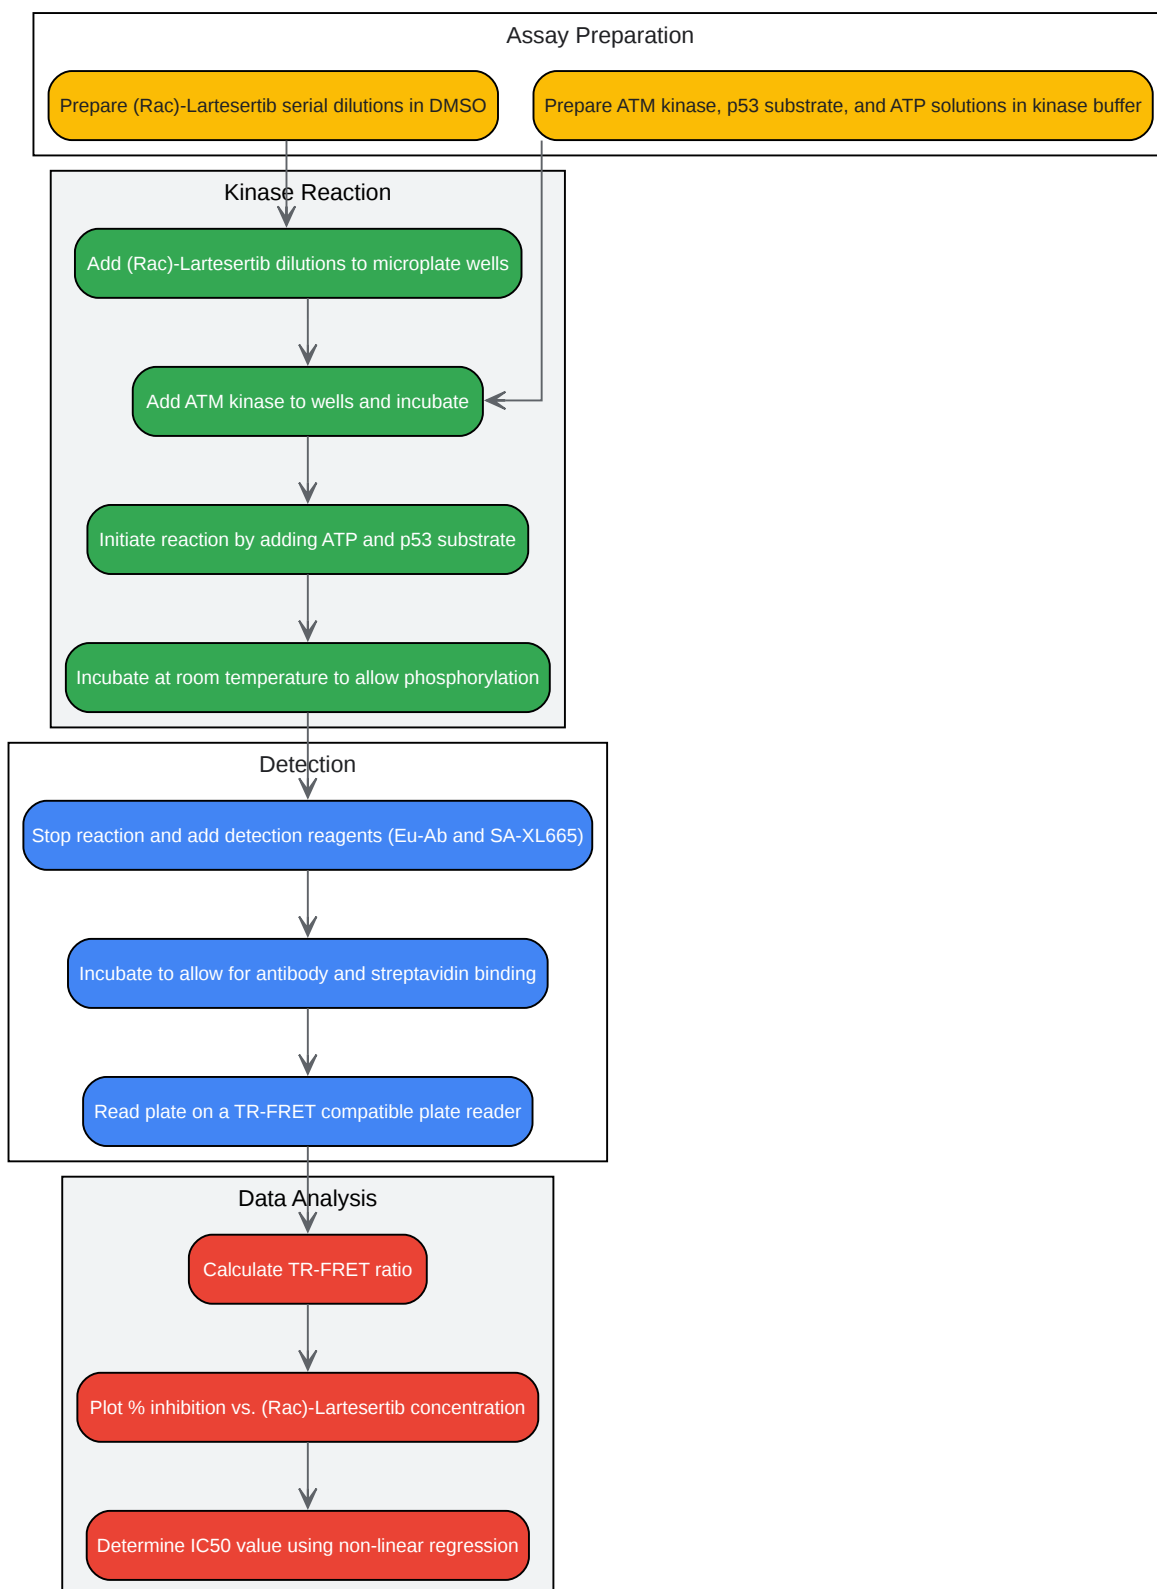 Assay Preparation
Prepare (Rac)-Lartesertib serial dilutions in DMSO
Prepare ATM kinase, p53 substrate, and ATP solutions in kinase buffer
Kinase Reaction
Add (Rac)-Lartesertib dilutions to microplate wells
Add ATM kinase to wells and incubate
Initiate reaction by adding ATP and p53 substrate
Incubate at room temperature to allow phosphorylation
Detection
Stop reaction and add detection reagents (Eu-Ab and SA-XL665)
Incubate to allow for antibody and streptavidin binding
Read plate on a TR-FRET compatible plate reader
Data Analysis
Calculate TR-FRET ratio
Plot % inhibition vs. (Rac)-Lartesertib concentration
Determine IC50 value using non-linear regression